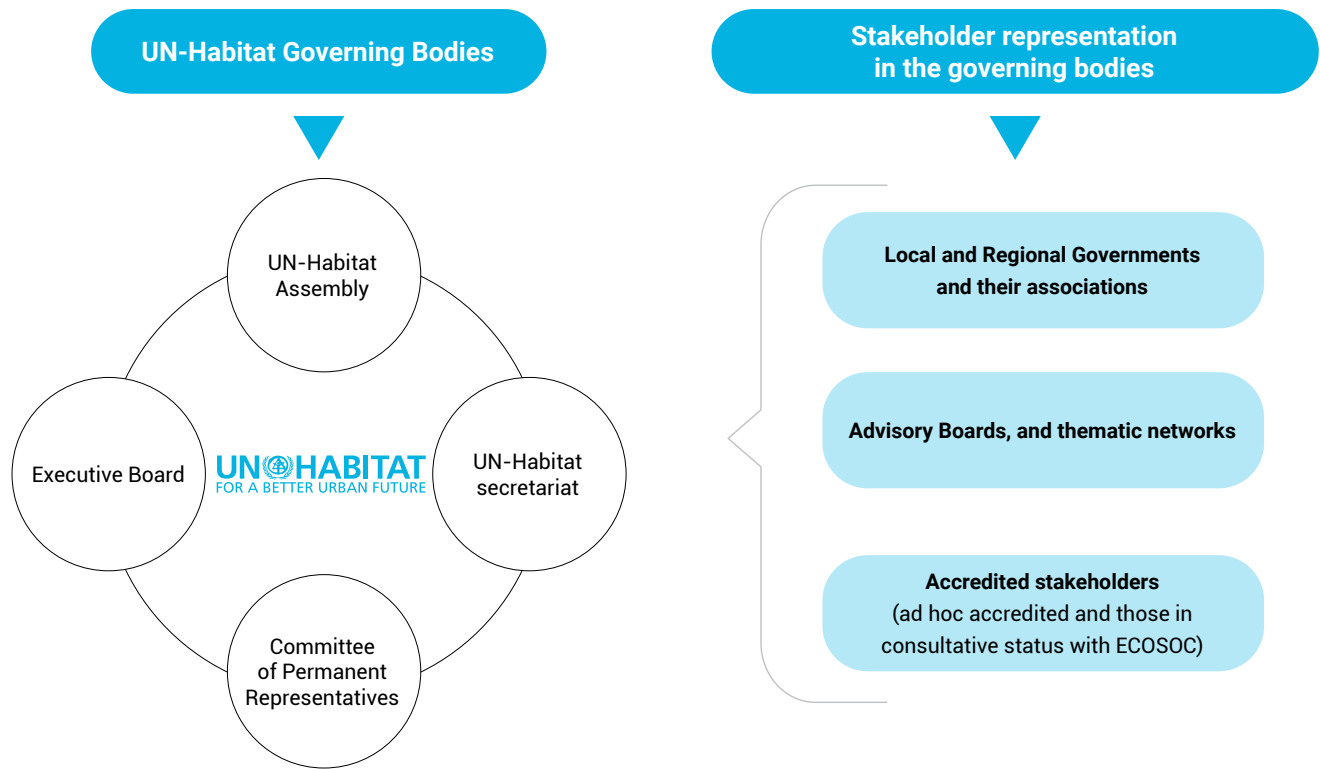 UN-Habitat Governing Bodies
UN-Habitat
Assembly
Executive Board
UN HABITAT
FOR A BETTER URBAN FUTURE
UN-Habitat
secretariat
Committee
of Permanent
Representatives
Stakeholder representation
in the governing bodies
Local and Regional Governments
and their associations
Advisory Boards, and thematic networks
Accredited stakeholders
(ad hoc accredited and those in
consultative status with ECOSOC)